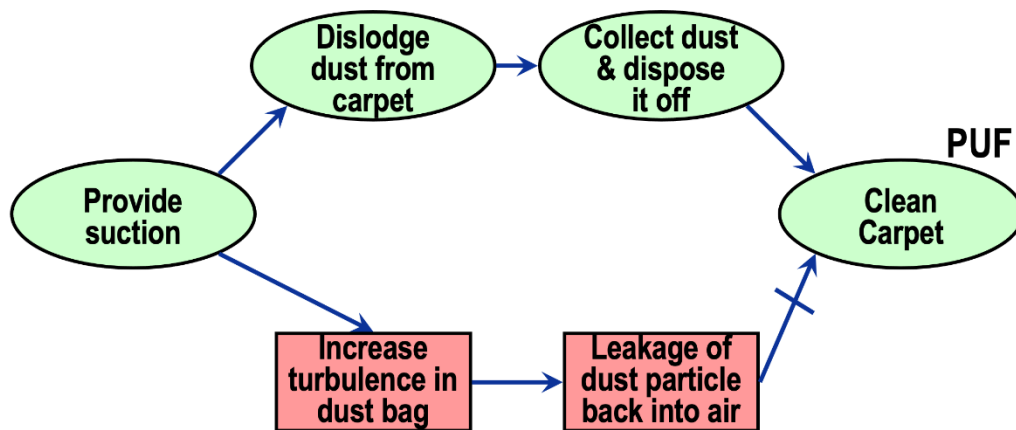 Dislodge
dust from
carpet
Collect dust
& dispose
it off
PUF
Provide
suction
Clean
Carpet
Increase
turbulence in
dust bag
Leakage of
dust particle
back into air